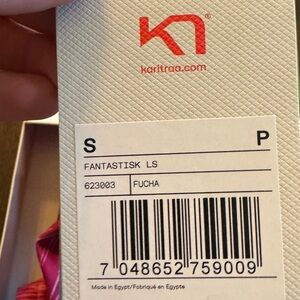 karitraa.com
S P
FANTASTISK LS
623003 FUCHA
7 048652 759009
Made in Egypt/Fabriqué en Egypte